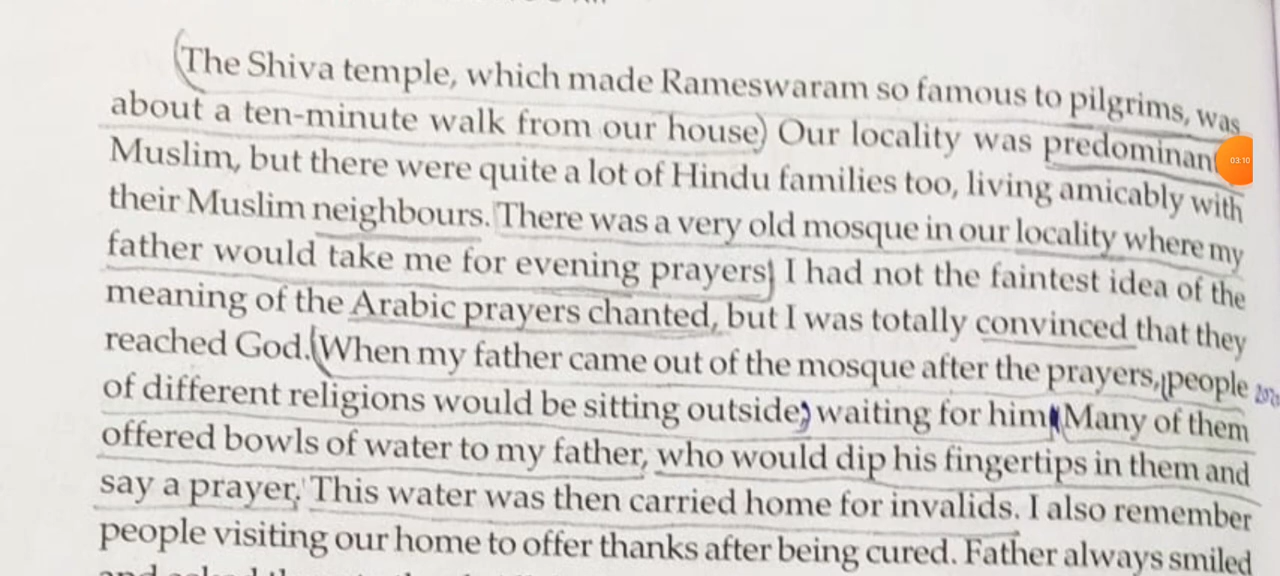 The Shiva temple, which made Rameswaram so famous to pilgrims, was
about a ten-minute walk from our house) Our locality was predominan
Muslim, but there were quite a lot of Hindu families too, living amicably with
their Muslim neighbours. There was a very old mosque in our locality where my
father would take me for evening prayers. I had not the faintest idea of the
meaning of the Arabic prayers chanted, but I was totally convinced that they
reached God. (When my father came out of the mosque after the prayers, people
of different religions would be sitting outside, waiting for him. Many of them
offered bowls of water to my father, who would dip his fingertips in them and
say a prayer. This water was then carried home for invalids. I also remember
people visiting our home to offer thanks after being cured. Father always smiled
03:10